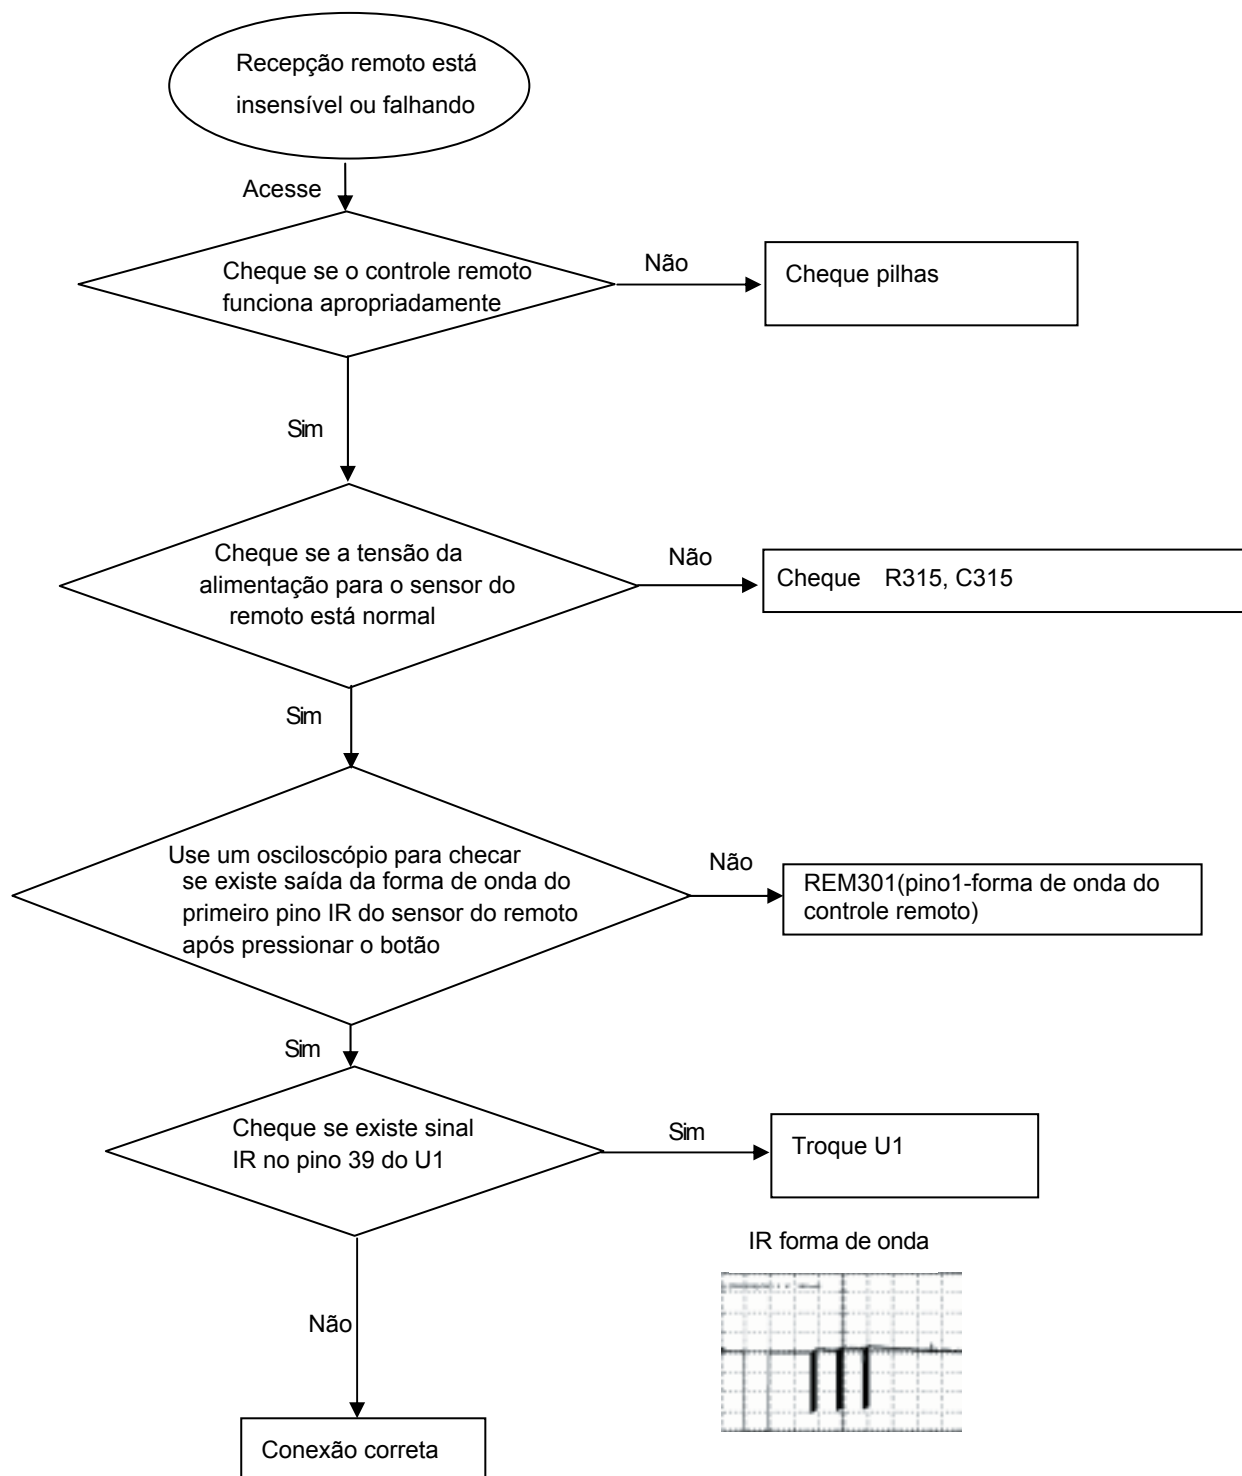 Recepção remoto está
insensível ou falhando
Acesse
Cheque se o controle remoto
funciona apropriadamente
Não
Cheque pilhas
Sim
Cheque se a tensão da
alimentação para o sensor do
remoto está normal
Não
Cheque R315, C315
Sim
Use um osciloscópio para checar
se existe saída da forma de onda do
primeiro pino IR do sensor do remoto
após pressionar o botão
Não
REM301(pino1-forma de onda do
controle remoto)
Sim
Cheque se existe sinal
IR no pino 39 do U1
Sim
Troque U1
IR forma de onda
Não
Conexão correta